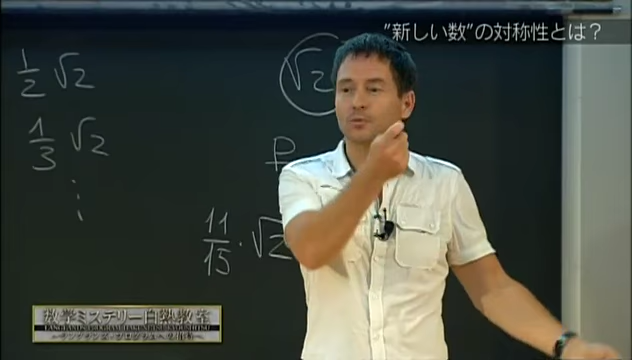 "新しい数"の対称性とは？
1/2 √2
√2
1/3 √2
⋮
11/15 · √2
数学ミステリー白熱教室